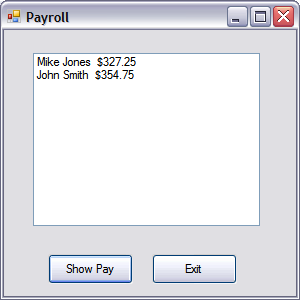 Payroll
Mike Jones $327.25
John Smith $354.75
Show Pay
Exit